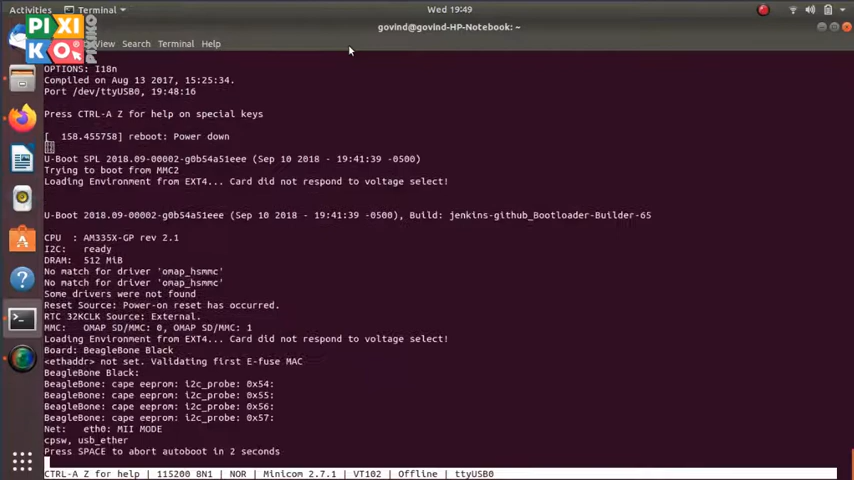 Activities
Terminal
Wed 19:49
govind@govind-HP-Notebook: ~
PIXI
KO
View Search Terminal Help
OPTIONS: I18n
Compiled on Aug 13 2017, 15:25:34.
Port /dev/ttyUSB0, 19:48:16
Press CTRL-A Z for help on special keys
[  158.455758] reboot: Power down
U-Boot SPL 2018.09-00002-g0b54a51eee (Sep 10 2018 - 19:41:39 -0500)
Trying to boot from MMC2
Loading Environment from EXT4... Card did not respond to voltage select!
U-Boot 2018.09-00002-g0b54a51eee (Sep 10 2018 - 19:41:39 -0500), Build: jenkins-github_Bootloader-Builder-65
CPU  : AM335X-GP rev 2.1
I2C:   ready
DRAM:  512 MiB
No match for driver 'omap_hsmmc'
No match for driver 'omap_hsmmc'
Some drivers were not found
Reset Source: Power-on reset has occurred.
RTC 32KCLK Source: External.
MMC:   OMAP SD/MMC: 0, OMAP SD/MMC: 1
Loading Environment from EXT4... Card did not respond to voltage select!
Board: BeagleBone Black
<ethaddr> not set. Validating first E-fuse MAC
BeagleBone Black:
BeagleBone: cape eeprom: i2c_probe: 0x54:
BeagleBone: cape eeprom: i2c_probe: 0x55:
BeagleBone: cape eeprom: i2c_probe: 0x56:
BeagleBone: cape eeprom: i2c_probe: 0x57:
Net:   eth0: MII MODE
cpsw, usb_ether
Press SPACE to abort autoboot in 2 seconds
CTRL-A Z for help | 115200 8N1 | NOR | Minicom 2.7.1 | VT102 | Offline | ttyUSB0